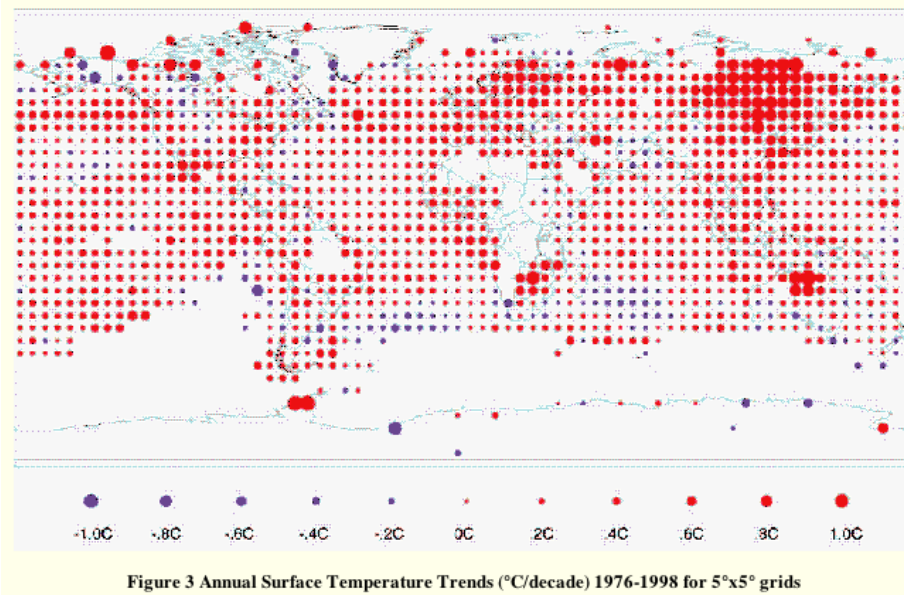 -1.0C -.8C -.6C -.4C -.2C 0C .2C .4C .6C .8C 1.0C
Figure 3 Annual Surface Temperature Trends (°C/decade) 1976-1998 for 5°x5° grids